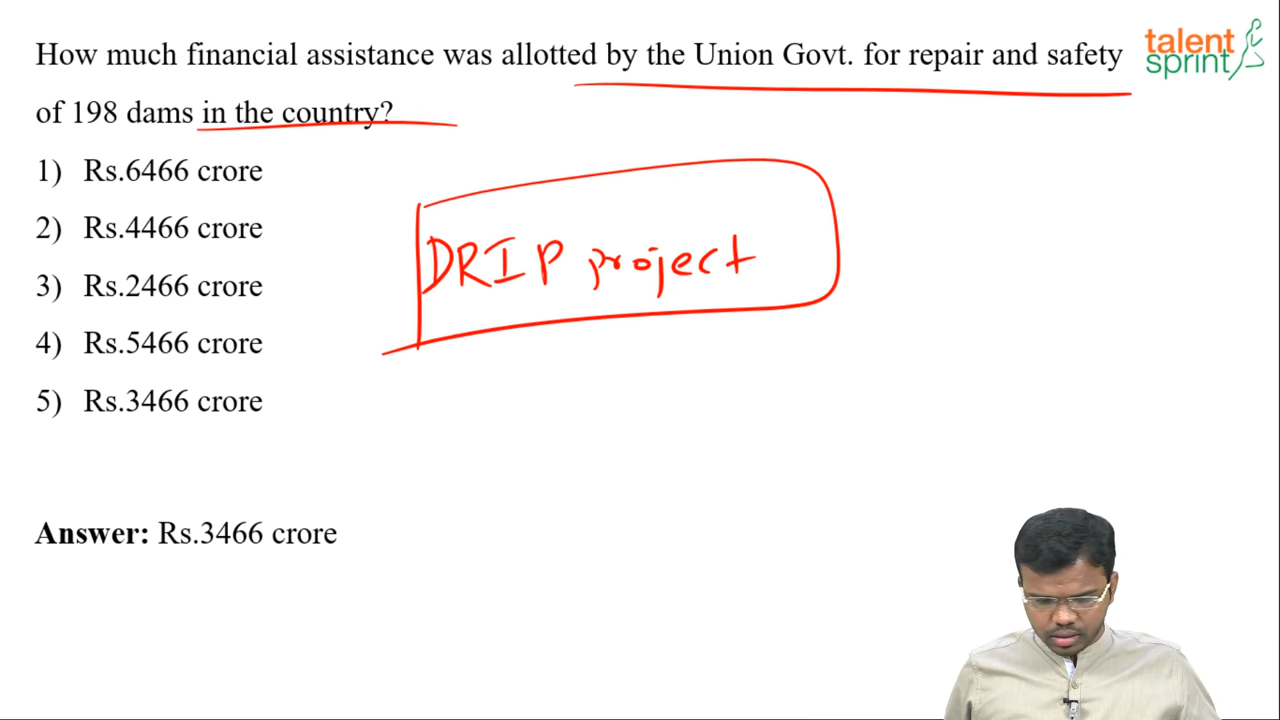 How much financial assistance was allotted by the Union Govt. for repair and safety
of 198 dams in the country?
1) Rs.6466 crore
2) Rs.4466 crore
3) Rs.2466 crore
4) Rs.5466 crore
5) Rs.3466 crore
Answer: Rs.3466 crore
DRIP project
talent
sprint